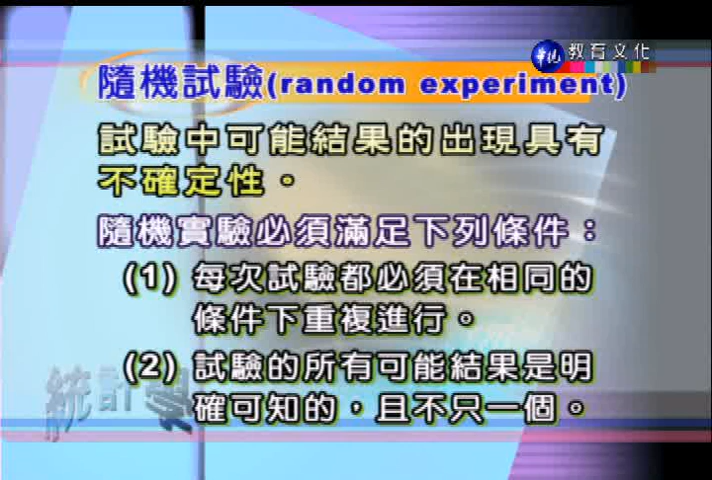 華視 教育文化
隨機試驗(random experiment)
試驗中可能結果的出現具有
不確定性。
隨機實驗必須滿足下列條件：
(1) 每次試驗都必須在相同的
條件下重複進行。
(2) 試驗的所有可能結果是明
確可知的，且不只一個。
統計學